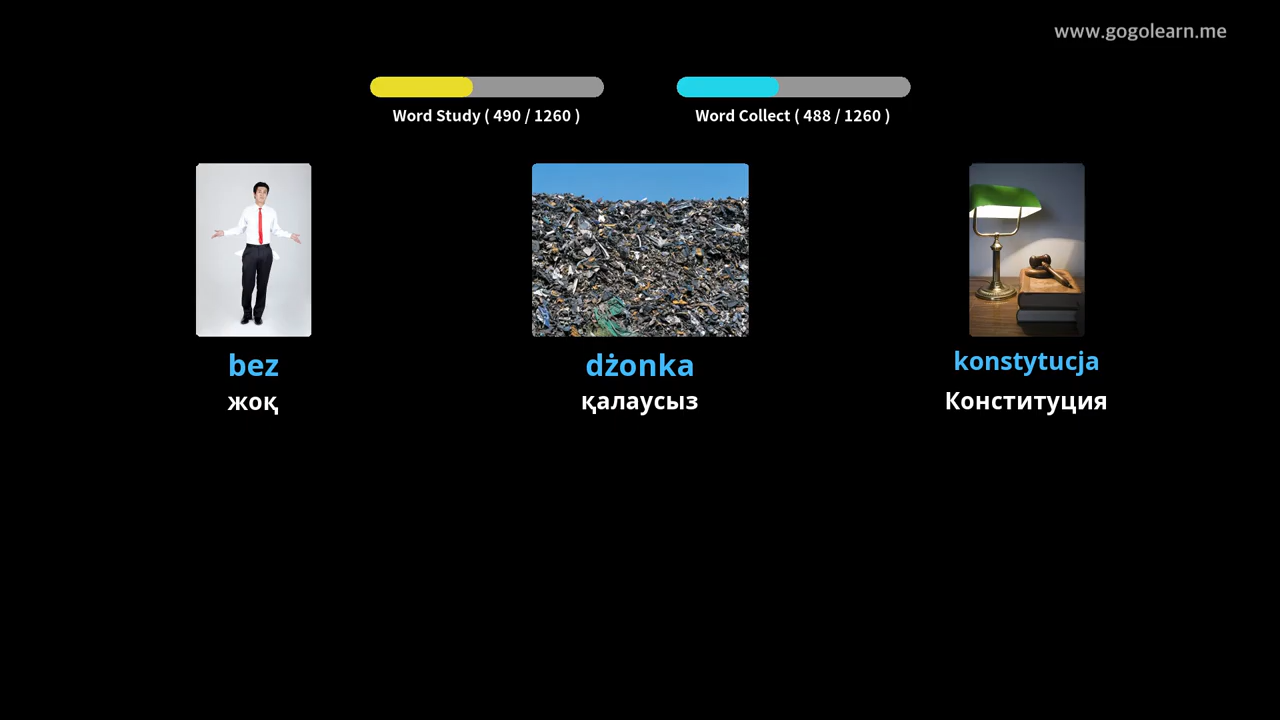 www.gogolearn.me
Word Study ( 490 / 1260 )
Word Collect ( 488 / 1260 )
bez
dżonka
konstytucja
жоқ
қалаусыз
Конституция